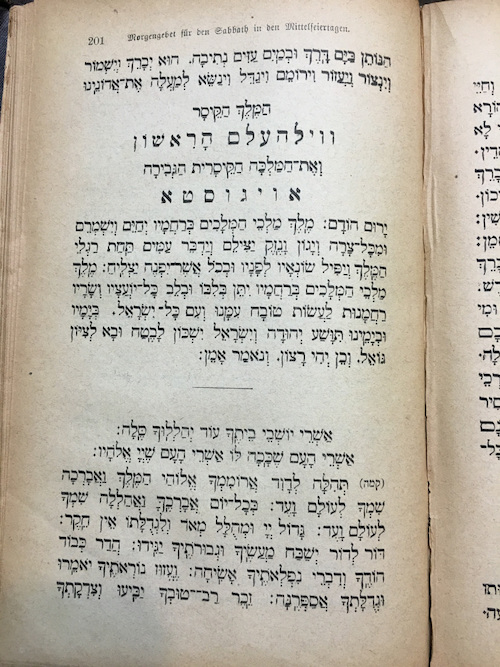 201 Morgengebet für den Sabbath in den Mittelfeiertagen.
הַנּוֹתֵן בַּיָּם דָּרֶךְ וּבְמַיִם עַזִּים נְתִיבָה. הוּא יְבָרֵךְ וְיִשְׁמוֹר
וְיִנְצוֹר וְיַעֲזוֹר וִירוֹמֵם וִיגַדֵּל וִינַשֵּׂא לְמַעְלָה אֶת־אֲדוֹנֵינוּ
הַמֶּלֶךְ הַקֵּיסָר
ווילהעלם הָרִאשׁוֹן
וְאֶת־הַמַּלְכָּה הַקֵּיסָרִית הַגְּבִירָה
אויגוסטא
יָרוּם הוֹדָם: מֶלֶךְ מַלְכֵי הַמְּלָכִים בְּרַחֲמָיו יְחַיֵּם וְיִשְׁמְרֵם
וּמִכָּל־צָרָה וְיָגוֹן וָנֶזֶק יַצִּילֵם וְיַדְבֵּר עַמִּים תַּחַת רַגְלֵי
הַמֶּלֶךְ וְיַפִּיל שׂוֹנְאָיו לְפָנָיו וּבְכֹל אֲשֶׁר־יִפְנֶה יַצְלִיחַ: מֶלֶךְ
מַלְכֵי הַמְּלָכִים בְּרַחֲמָיו יִתֵּן בְּלִבּוֹ וּבְלֵב כָּל־יוֹעֲצָיו וְשָׂרָיו
רַחֲמָנוּת לַעֲשׂוֹת טוֹבָה עִמָּנוּ וְעִם כָּל־יִשְׂרָאֵל. בְּיָמָיו
וּבְיָמֵינוּ תִּוָּשַׁע יְהוּדָה וְיִשְׂרָאֵל יִשְׁכּוֹן לָבֶטַח וּבָא לְצִיּוֹן
גּוֹאֵל. וְכֵן יְהִי רָצוֹן. וְנֹאמַר אָמֵן:
אַשְׁרֵי יוֹשְׁבֵי בֵיתֶךָ עוֹד יְהַלְלוּךָ סֶּלָה:
אַשְׁרֵי הָעָם שֶׁכָּכָה לּוֹ אַשְׁרֵי הָעָם שֶׁיְיָ אֱלֹהָיו:
(קמה) תְּהִלָּה לְדָוִד אֲרוֹמִמְךָ אֱלוֹהַי הַמֶּלֶךְ וַאֲבָרְכָה
שִׁמְךָ לְעוֹלָם וָעֶד: בְּכָל־יוֹם אֲבָרְכֶךָּ וַאֲהַלְלָה שִׁמְךָ
לְעוֹלָם וָעֶד: גָּדוֹל יְיָ וּמְהֻלָּל מְאֹד וְלִגְדֻלָּתוֹ אֵין חֵקֶר:
דּוֹר לְדוֹר יְשַׁבַּח מַעֲשֶׂיךָ וּגְבוּרֹתֶיךָ יַגִּידוּ: הֲדַר כְּבוֹד
הוֹדֶךָ וְדִבְרֵי נִפְלְאֹתֶיךָ אָשִׂיחָה: וֶעֱזוּז נוֹרְאֹתֶיךָ יֹאמֵרוּ
וּגְדֻלָּתְךָ אֲסַפְּרֶנָּה: זֵכֶר רַב־טוּבְךָ יַבִּיעוּ וְצִדְקָתְךָ